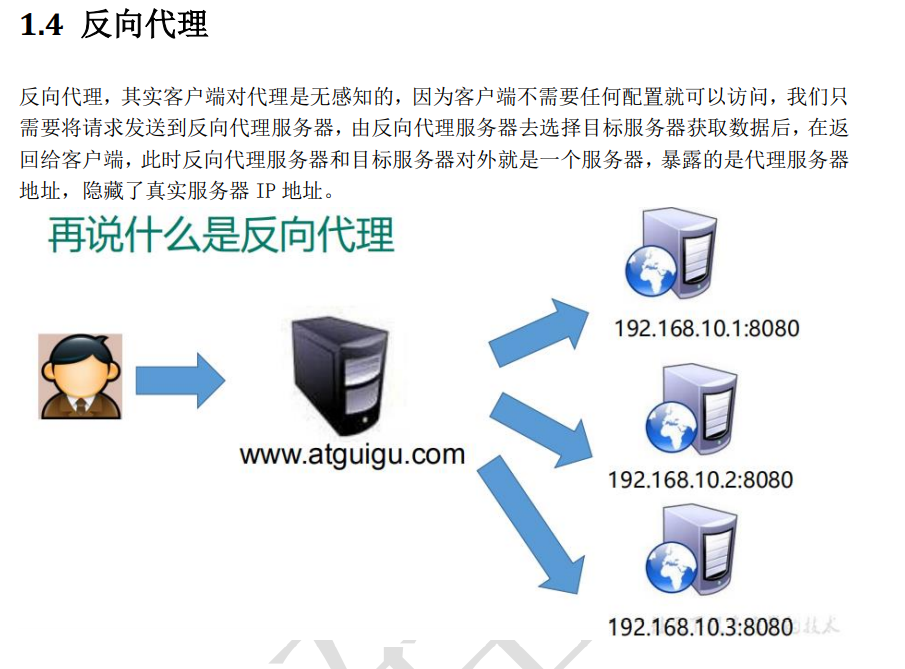 1.4 反向代理
反向代理，其实客户端对代理是无感知的，因为客户端不需要任何配置就可以访问，我们只
需要将请求发送到反向代理服务器，由反向代理服务器去选择目标服务器获取数据后，在返
回给客户端，此时反向代理服务器和目标服务器对外就是一个服务器，暴露的是代理服务器
地址，隐藏了真实服务器 IP 地址。
再说什么是反向代理
192.168.10.1:8080
www.atguigu.com
192.168.10.2:8080
192.168.10.3:8080
的技术